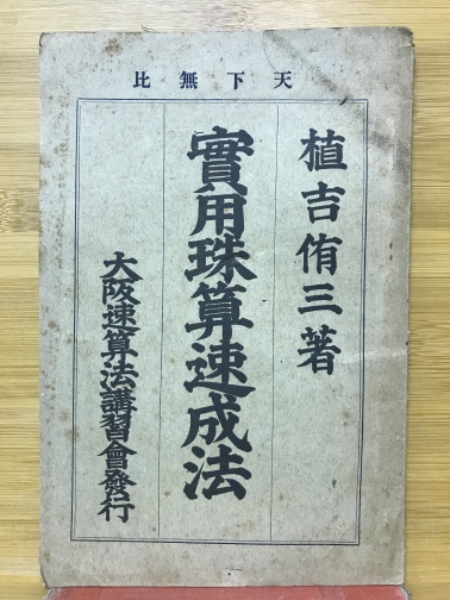 天下無比
植吉侑三著
實用珠算速成法
大阪速算法講習會發行